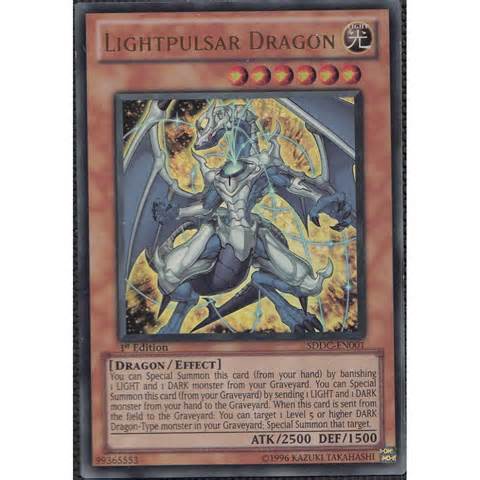 LIGHTPULSAR DRAGON
LIGHT
光
1st Edition
SDDC-EN001
[DRAGON/EFFECT]
You can Special Summon this card (from your hand) by banishing
1 LIGHT and 1 DARK monster from your Graveyard. You can Special
Summon this card (from your Graveyard) by sending 1 LIGHT and 1 DARK
monster from your hand to the Graveyard. When this card is sent from
the field to the Graveyard: You can target 1 Level 5 or higher DARK
Dragon-Type monster in your Graveyard; Special Summon that target.
ATK/2500 DEF/1500
99365553
©1996 KAZUKI TAKAHASHI